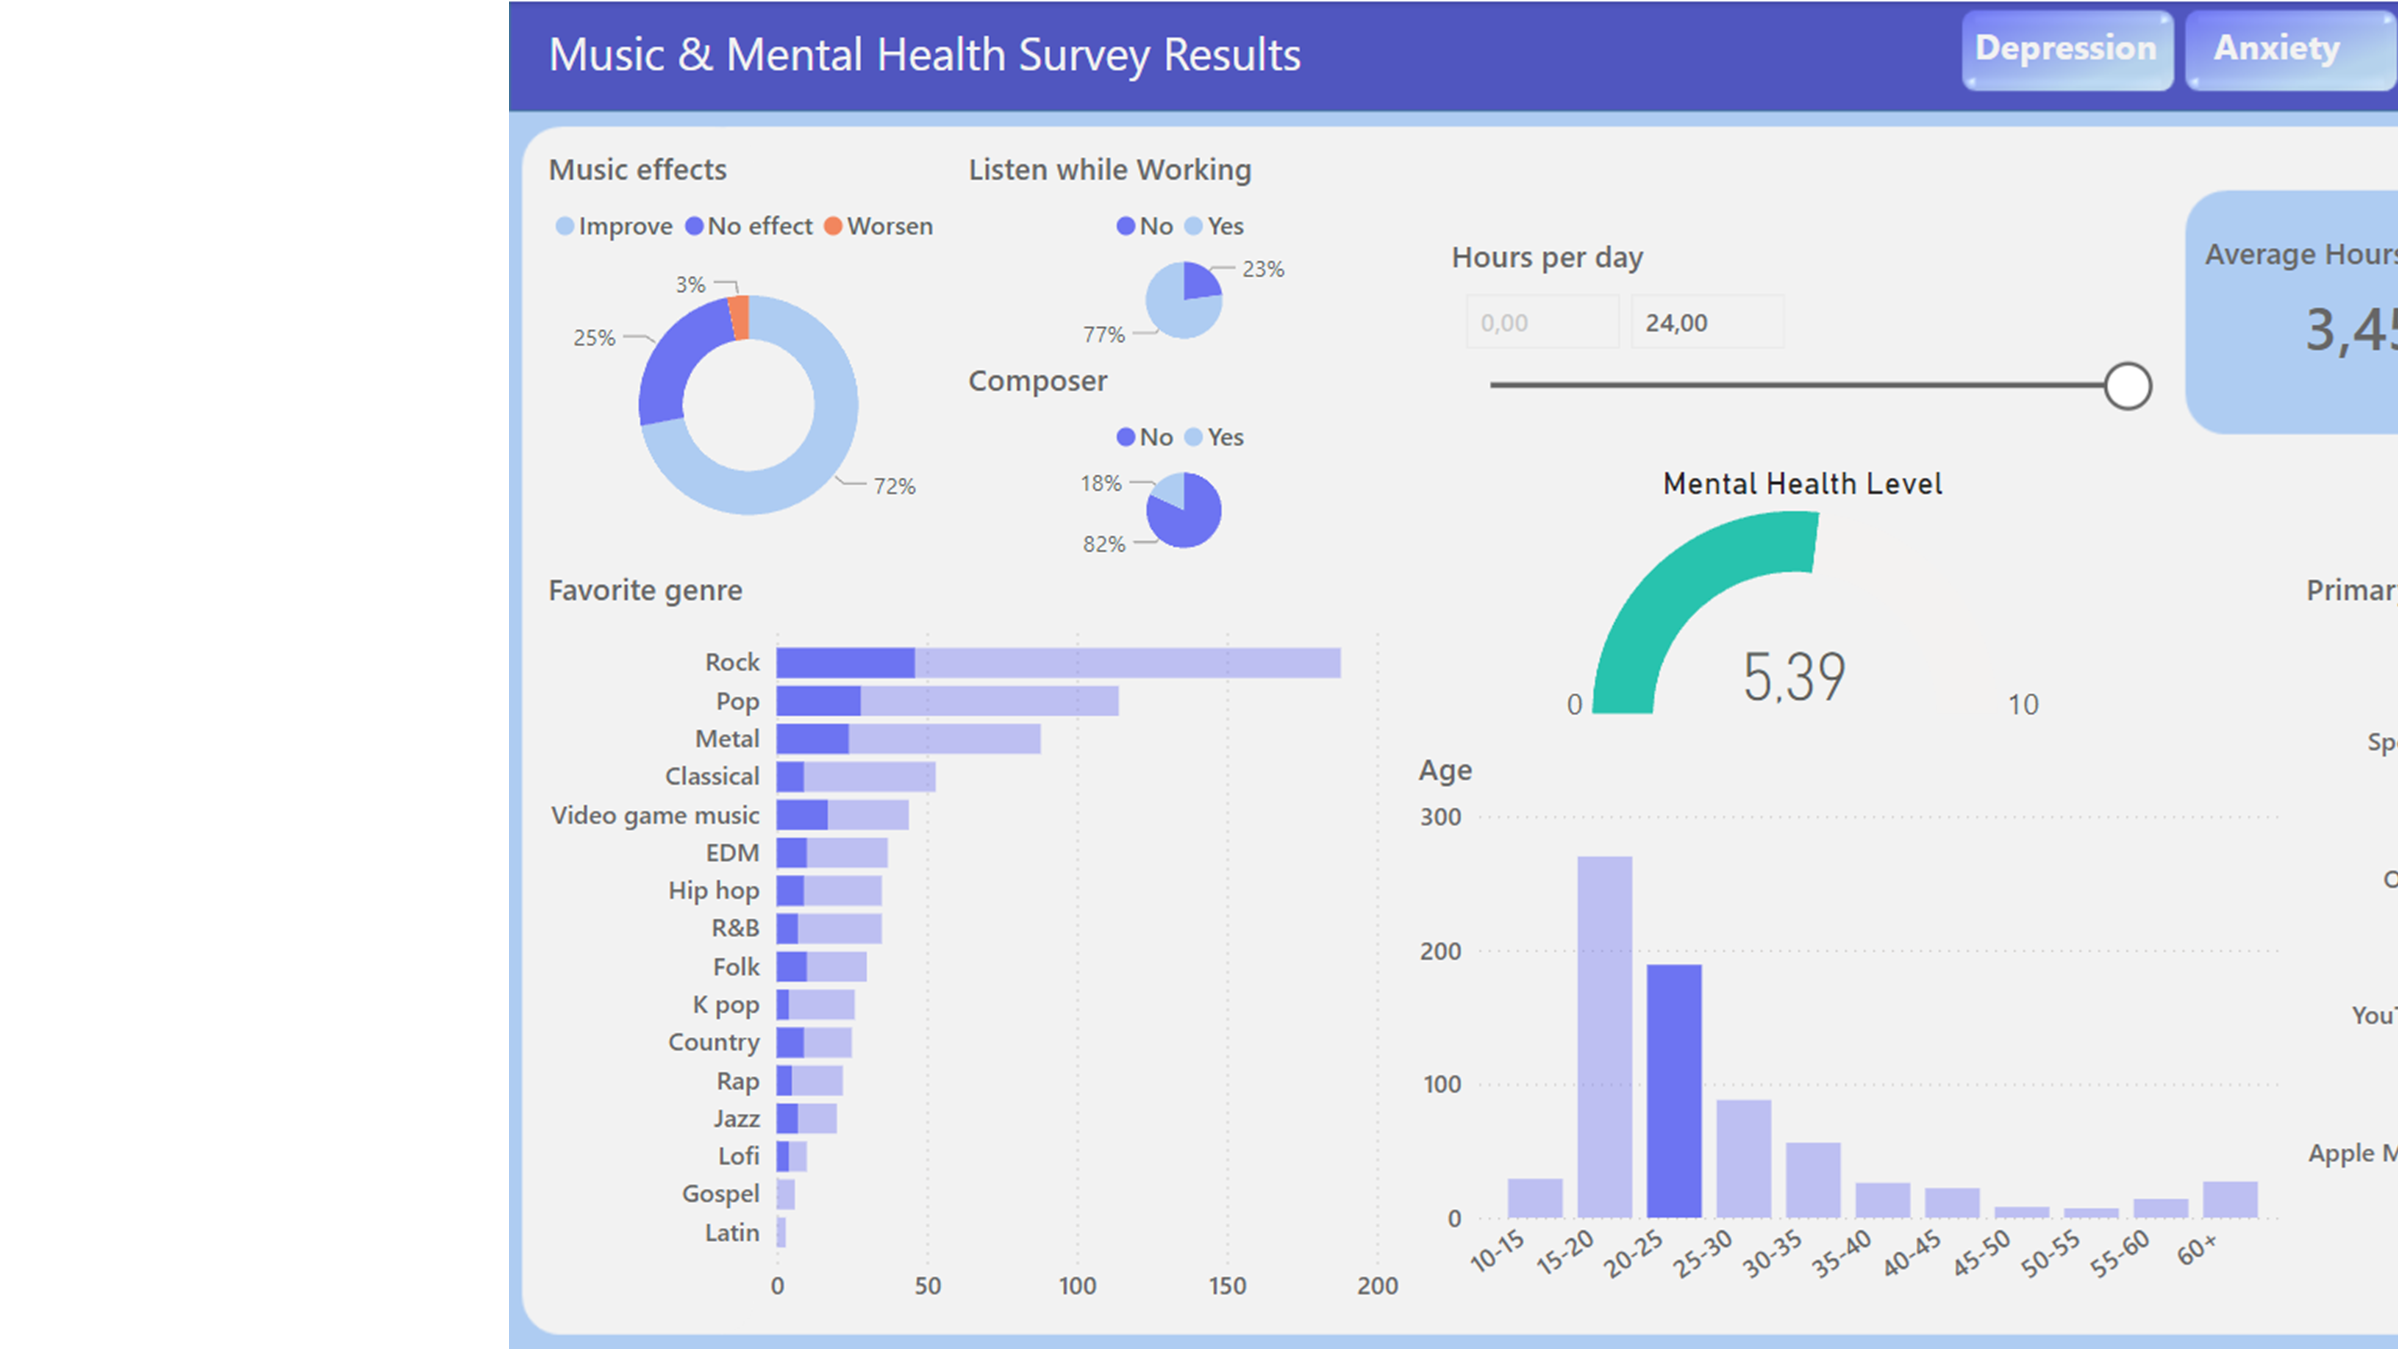 Music & Mental Health Survey Results
Depression
Anxiety
Music effects
Improve No effect Worsen
3%
25%
72%
Listen while Working
No Yes
23%
77%
Composer
No Yes
18%
82%
Hours per day
0,00
24,00
Average Hours
3,45
Mental Health Level
5,39
0
10
Favorite genre
Rock
Pop
Metal
Classical
Video game music
EDM
Hip hop
R&B
Folk
K pop
Country
Rap
Jazz
Lofi
Gospel
Latin
0 50 100 150 200
Age
300
200
100
0
10-15 15-20 20-25 25-30 30-35 35-40 40-45 45-50 50-55 55-60 60+
Apple